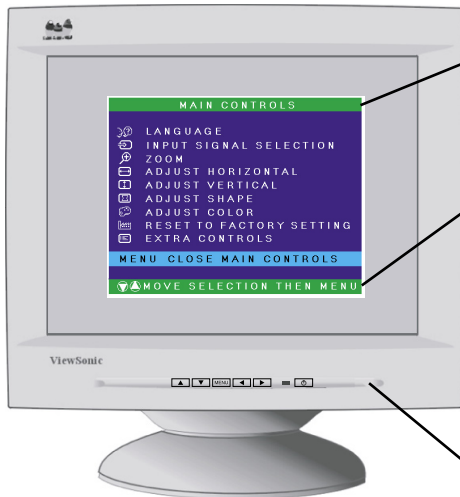 MAIN CONTROLS
LANGUAGE
INPUT SIGNAL SELECTION
ZOOM
ADJUST HORIZONTAL
ADJUST VERTICAL
ADJUST SHAPE
ADJUST COLOR
RESET TO FACTORY SETTING
EXTRA CONTROLS
MENU CLOSE MAIN CONTROLS
MOVE SELECTION THEN MENU
ViewSonic
MENU